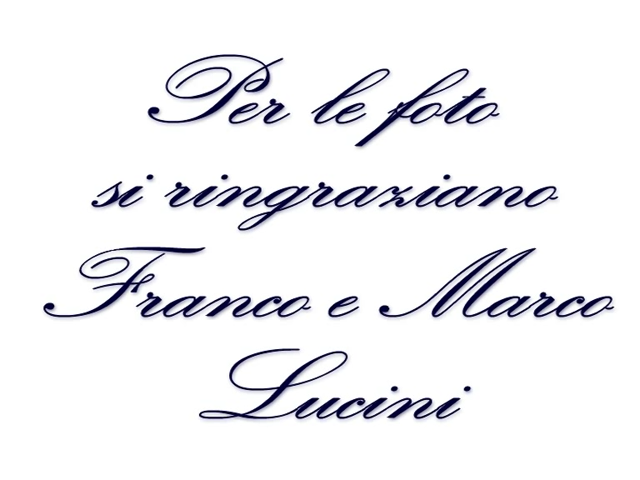 Per le foto
si ringraziano
Franco e Marco
Lucini